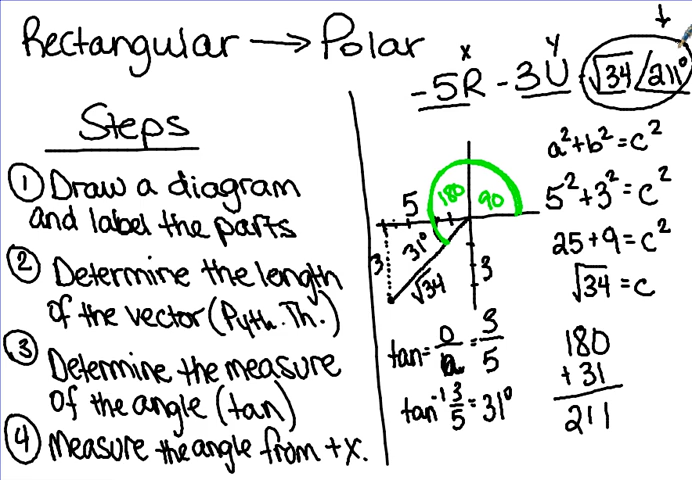 Rectangular → Polar
x y
-5R - 3U √34 /211°
Steps
① Draw a diagram
and label the parts
② Determine the length
of the vector (Pyth. Th.)
③ Determine the measure
of the angle (tan)
④ Measure the angle from +x.
180 90
5
31°
3
√34
3
tan = o/a = 3/5
tan⁻¹ 3/5 = 31°
a² + b² = c²
5² + 3² = c²
25 + 9 = c²
√34 = c
180
+ 31
211